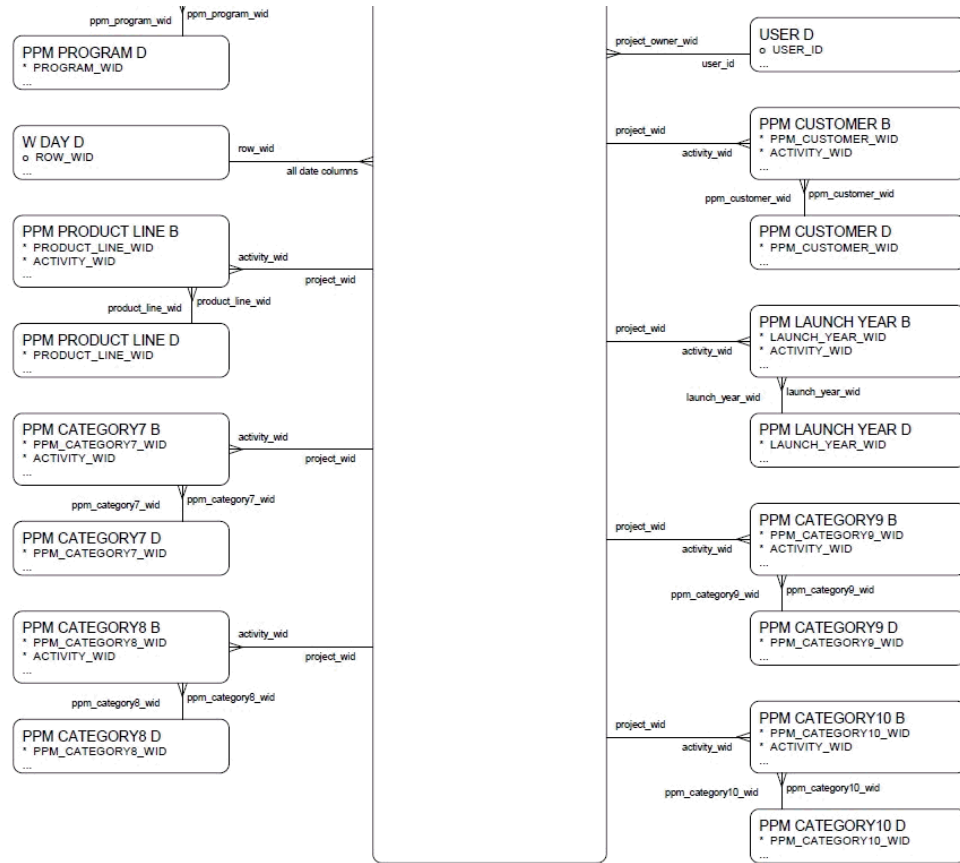 ppm_program_wid
ppm_program_wid
PPM PROGRAM D
* PROGRAM_WID
...
W DAY D
o ROW_WID
...
row_wid
all date columns
PPM PRODUCT LINE B
* PRODUCT_LINE_WID
* ACTIVITY_WID
...
activity_wid
project_wid
product_line_wid
product_line_wid
PPM PRODUCT LINE D
* PRODUCT_LINE_WID
...
PPM CATEGORY7 B
* PPM_CATEGORY7_WID
* ACTIVITY_WID
...
activity_wid
project_wid
ppm_category7_wid
ppm_category7_wid
PPM CATEGORY7 D
* PPM_CATEGORY7_WID
...
PPM CATEGORY8 B
* PPM_CATEGORY8_WID
* ACTIVITY_WID
...
activity_wid
project_wid
ppm_category8_wid
ppm_category8_wid
PPM CATEGORY8 D
* PPM_CATEGORY8_WID
...
project_owner_wid
user_id
USER D
o USER_ID
...
project_wid
activity_wid
PPM CUSTOMER B
* PPM_CUSTOMER_WID
* ACTIVITY_WID
...
ppm_customer_wid
ppm_customer_wid
PPM CUSTOMER D
* PPM_CUSTOMER_WID
...
project_wid
activity_wid
PPM LAUNCH YEAR B
* LAUNCH_YEAR_WID
* ACTIVITY_WID
...
launch_year_wid
launch_year_wid
PPM LAUNCH YEAR D
* LAUNCH_YEAR_WID
...
project_wid
activity_wid
PPM CATEGORY9 B
* PPM_CATEGORY9_WID
* ACTIVITY_WID
...
ppm_category9_wid
ppm_category9_wid
PPM CATEGORY9 D
* PPM_CATEGORY9_WID
...
project_wid
activity_wid
PPM CATEGORY10 B
* PPM_CATEGORY10_WID
* ACTIVITY_WID
...
ppm_category10_wid
ppm_category10_wid
PPM CATEGORY10 D
* PPM_CATEGORY10_WID
...